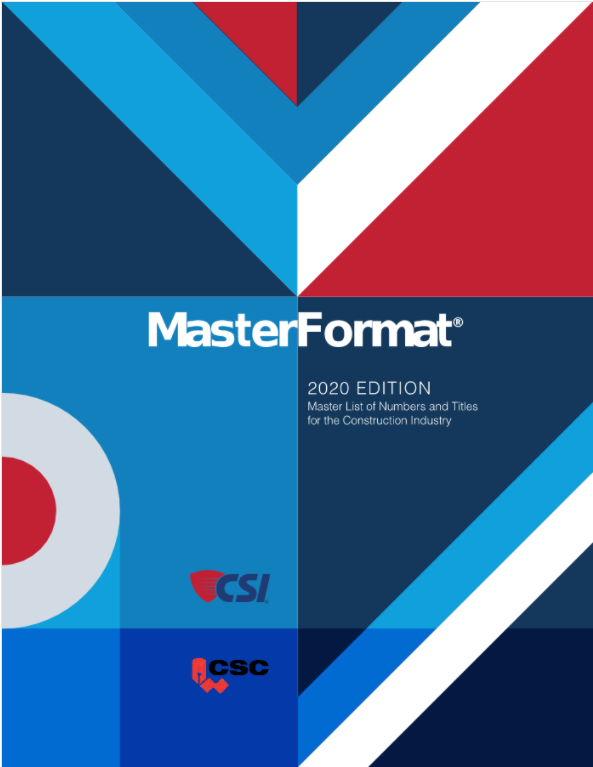 MasterFormat®
2020 EDITION
Master List of Numbers and Titles
for the Construction Industry
CSI
CSC